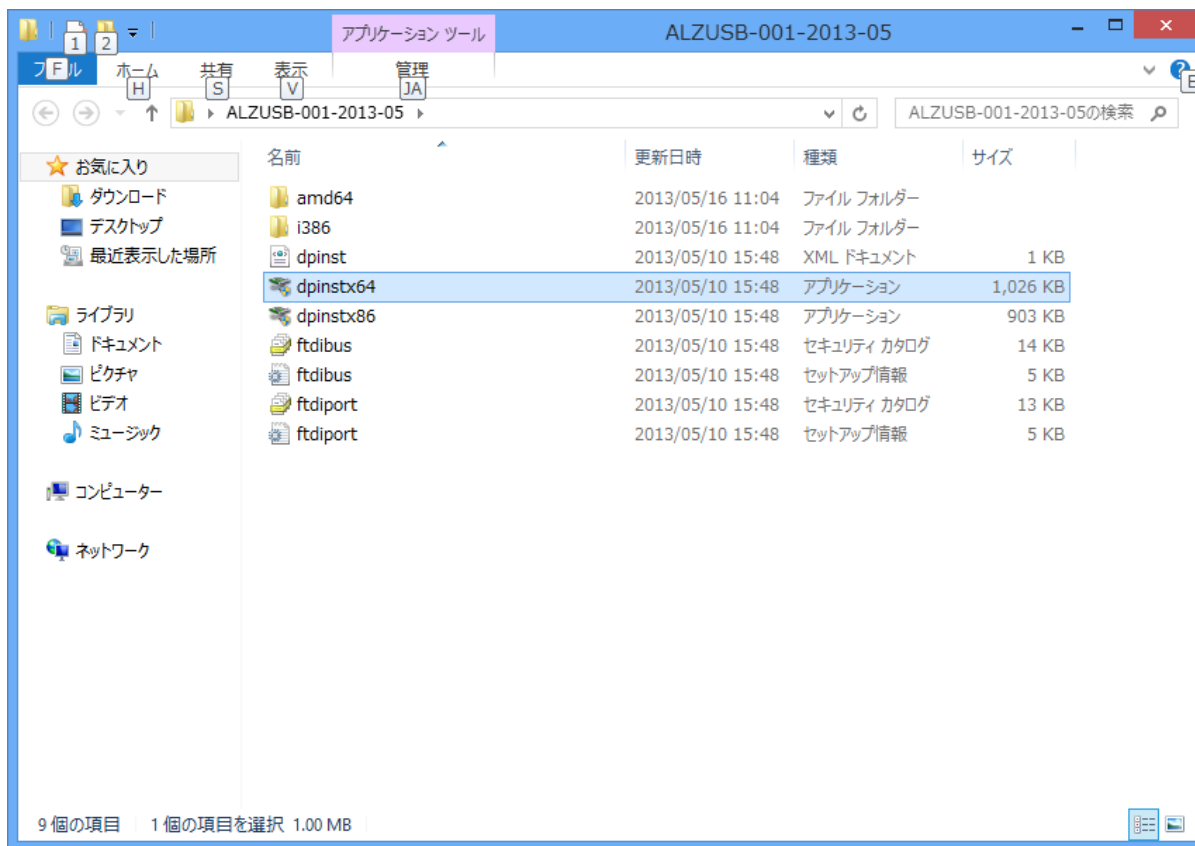 1 2
アプリケーション ツール
ALZUSB-001-2013-05
F ル
ホーム 共有 表示 管理
H S V JA E
ALZUSB-001-2013-05
ALZUSB-001-2013-05の検索
名前 更新日時 種類 サイズ
お気に入り
ダウンロード
デスクトップ
最近表示した場所
ライブラリ
ドキュメント
ピクチャ
ビデオ
ミュージック
コンピューター
ネットワーク
amd64 2013/05/16 11:04 ファイル フォルダー
i386 2013/05/16 11:04 ファイル フォルダー
dpinst 2013/05/10 15:48 XML ドキュメント 1 KB
dpinstx64 2013/05/10 15:48 アプリケーション 1,026 KB
dpinstx86 2013/05/10 15:48 アプリケーション 903 KB
ftdibus 2013/05/10 15:48 セキュリティ カタログ 14 KB
ftdibus 2013/05/10 15:48 セットアップ情報 5 KB
ftdiport 2013/05/10 15:48 セキュリティ カタログ 13 KB
ftdiport 2013/05/10 15:48 セットアップ情報 5 KB
9 個の項目 1 個の項目を選択 1.00 MB